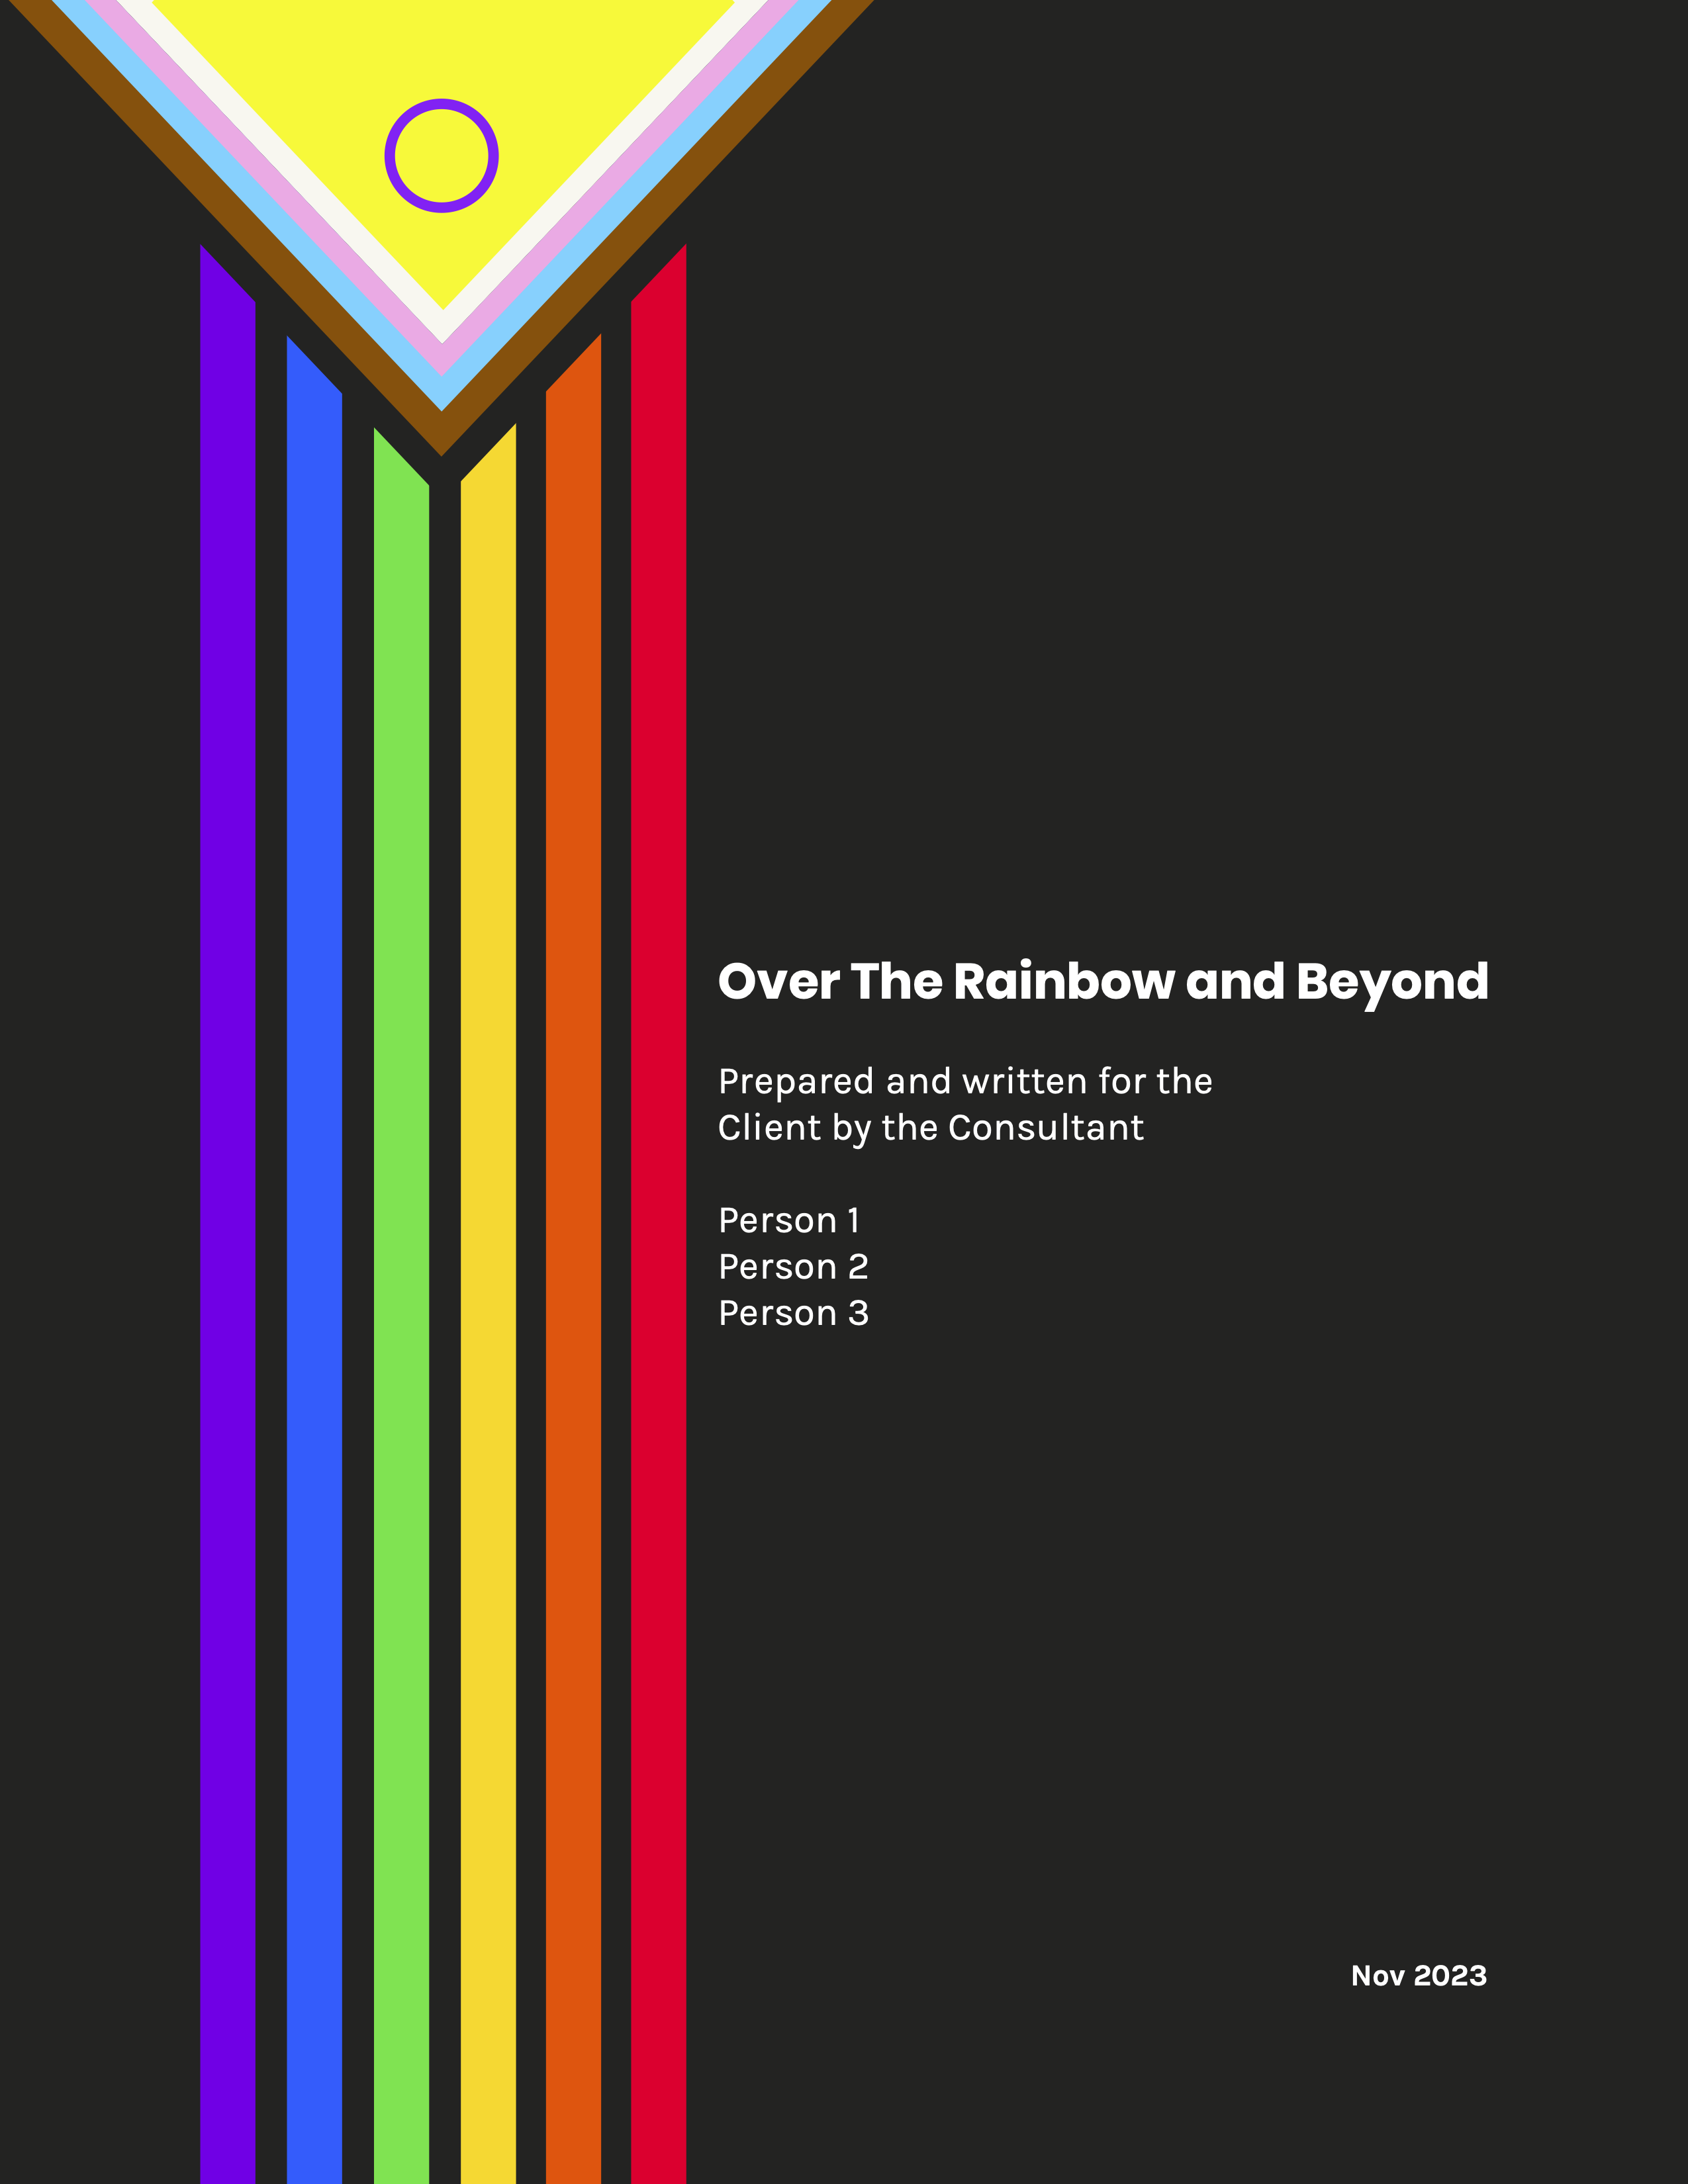 Over The Rainbow and Beyond
Prepared and written for the
Client by the Consultant
Person 1
Person 2
Person 3
Nov 2023